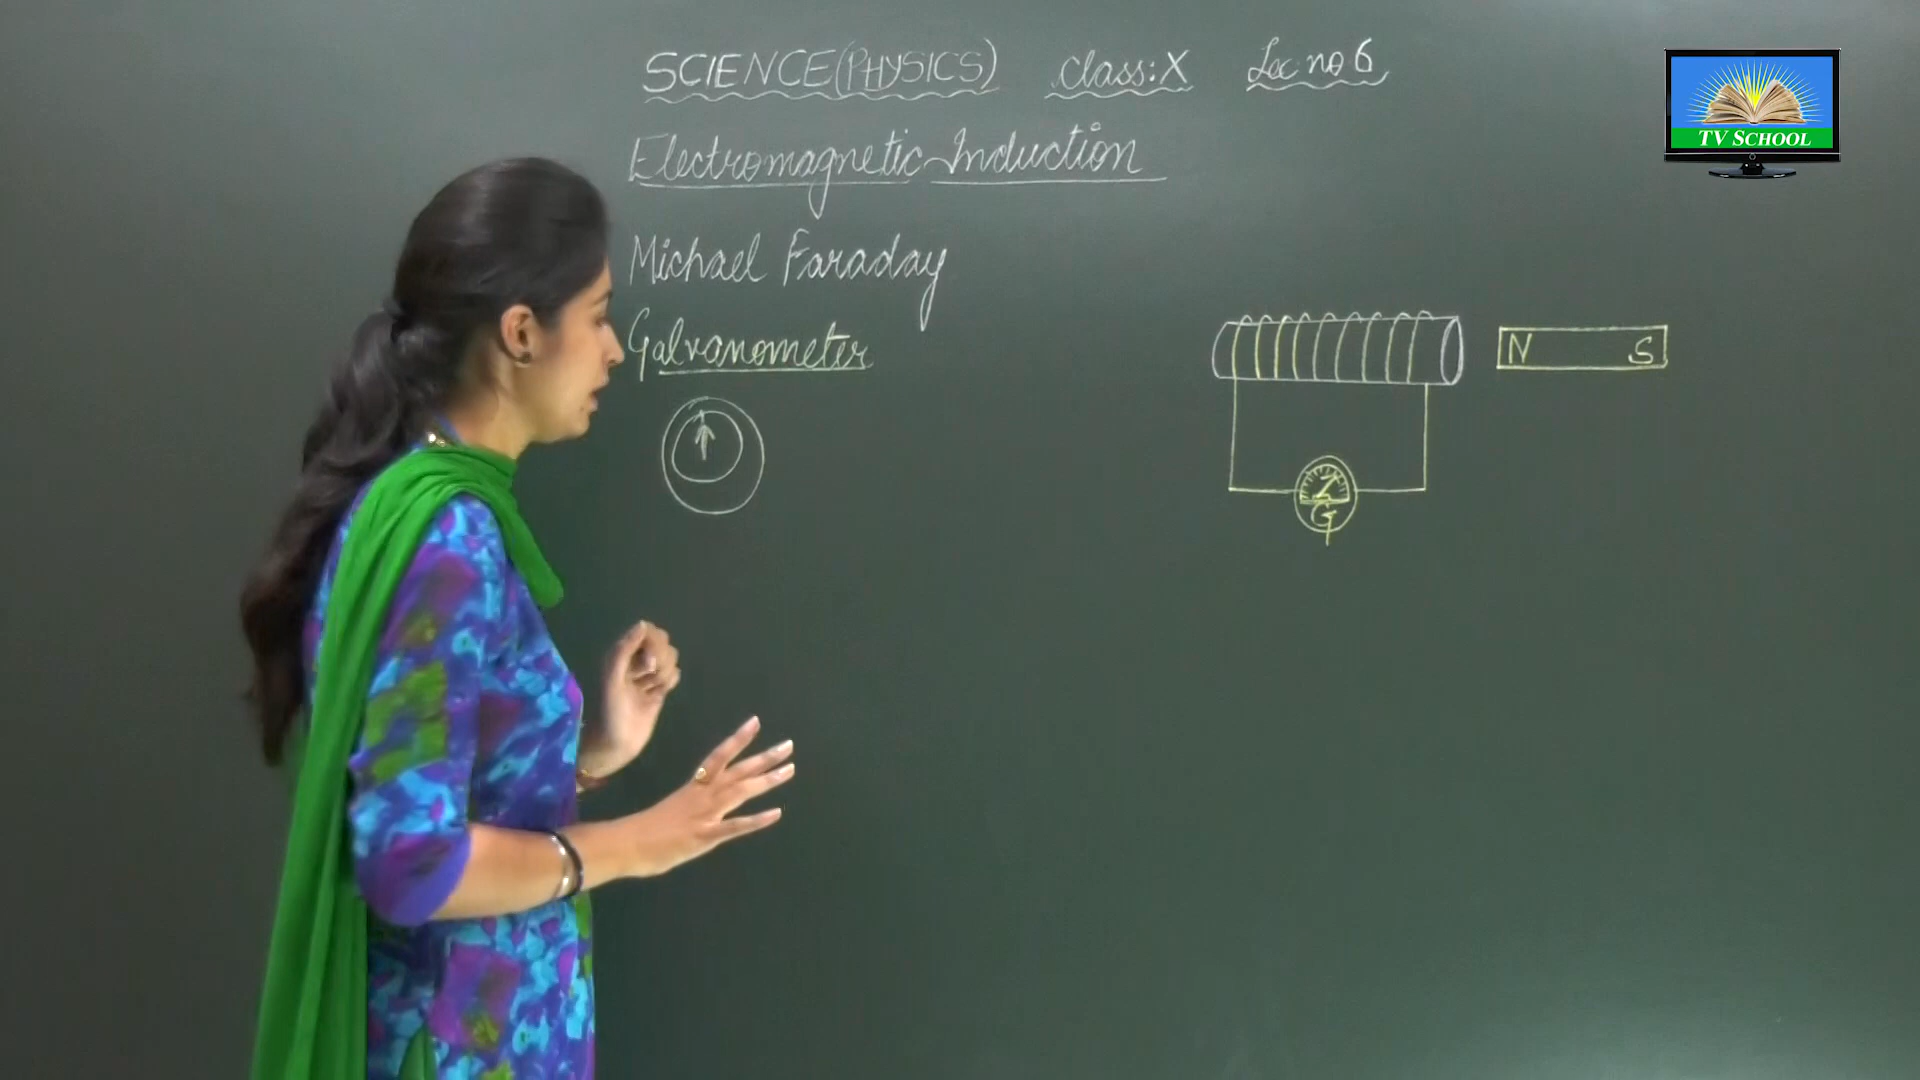 SCIENCE(PHYSICS) class:X Lec no 6
TV SCHOOL
Electromagnetic Induction
Michael Faraday
Galvanometer
N S
G